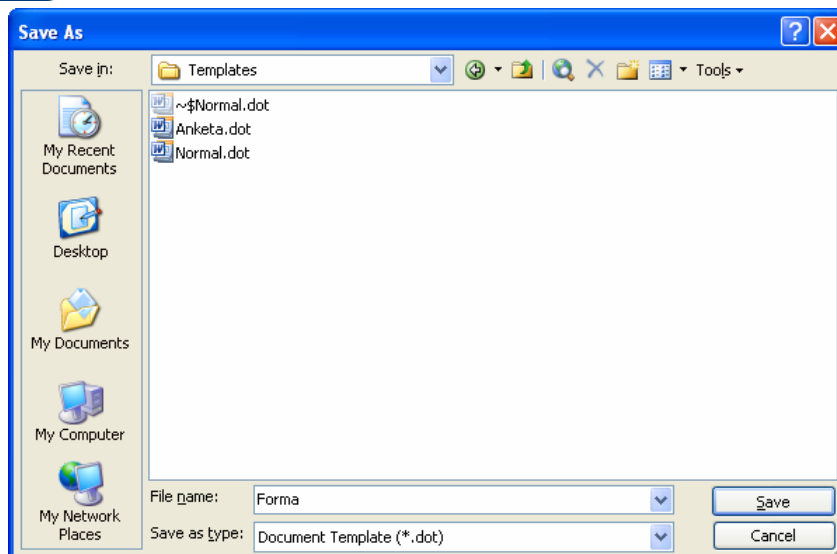 Save As
Save in:
Templates
Tools
~$Normal.dot
Anketa.dot
Normal.dot
My Recent
Documents
Desktop
My Documents
My Computer
My Network
Places
File name:
Forma
Save
Save as type:
Document Template (*.dot)
Cancel